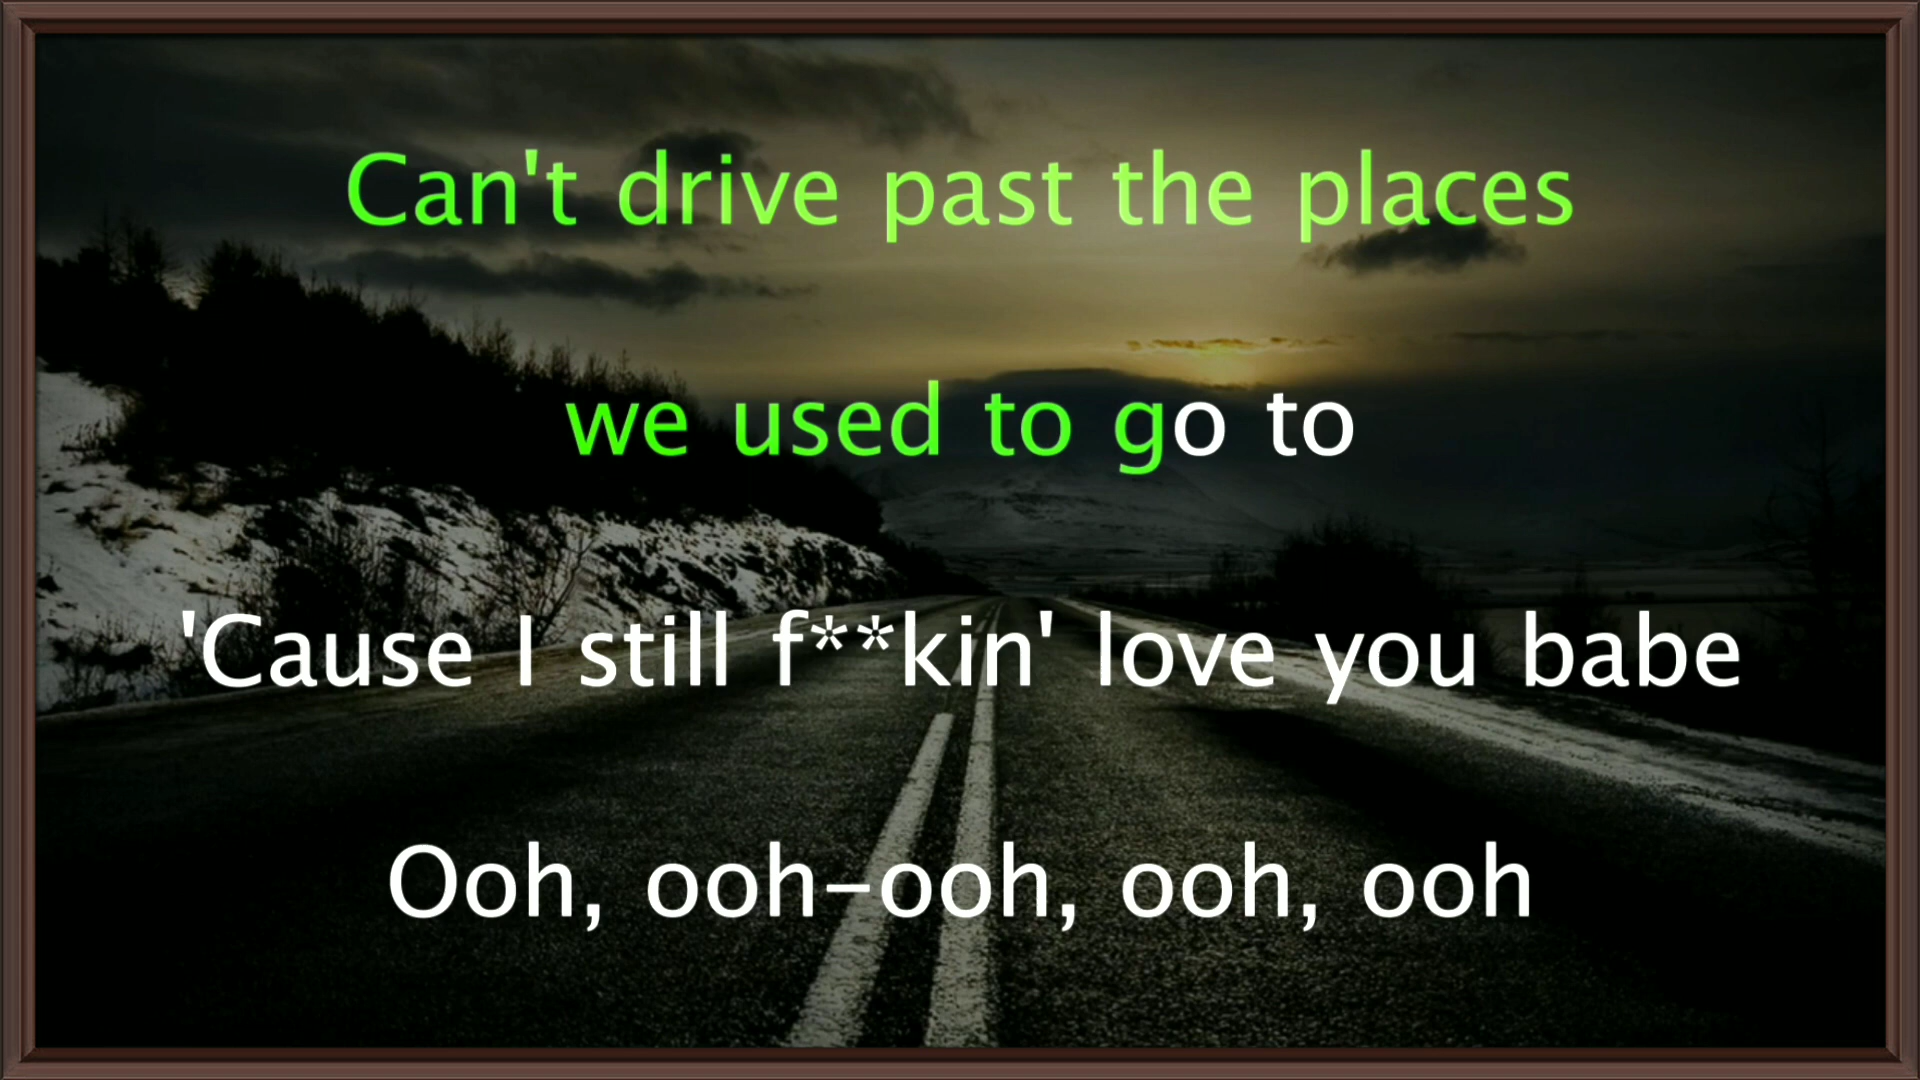 Can't drive past the places
we used to go to
'Cause I still f**kin' love you babe
Ooh, ooh-ooh, ooh, ooh